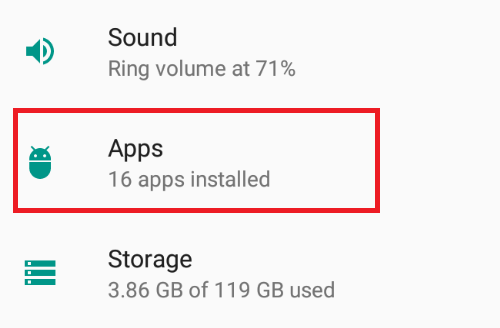 Sound
Ring volume at 71%
Apps
16 apps installed
Storage
3.86 GB of 119 GB used